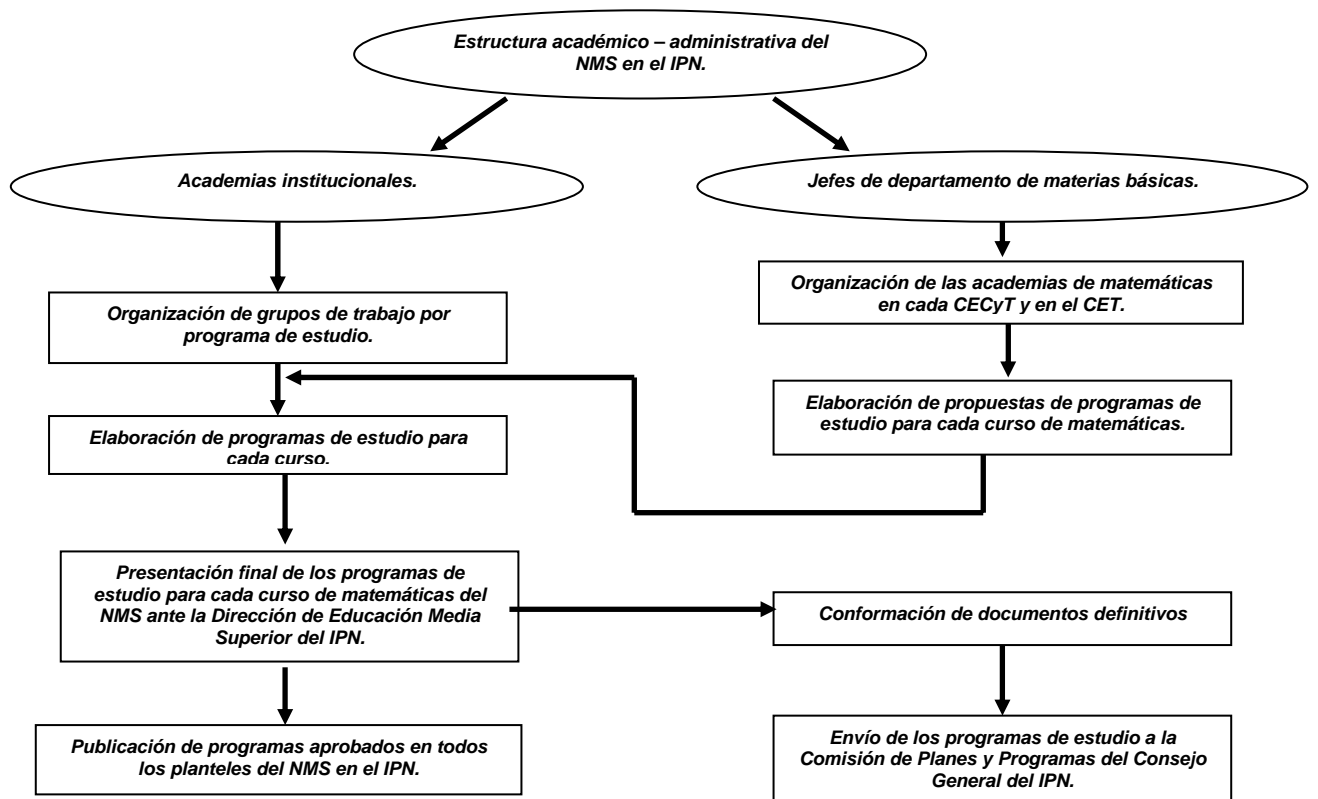 Estructura académico – administrativa del
NMS en el IPN.
Academias institucionales.
Jefes de departamento de materias básicas.
Organización de grupos de trabajo por
programa de estudio.
Organización de las academias de matemáticas
en cada CECyT y en el CET.
Elaboración de programas de estudio para
cada curso.
Elaboración de propuestas de programas de
estudio para cada curso de matemáticas.
Presentación final de los programas de
estudio para cada curso de matemáticas del
NMS ante la Dirección de Educación Media
Superior del IPN.
Conformación de documentos definitivos
Publicación de programas aprobados en todos
los planteles del NMS en el IPN.
Envío de los programas de estudio a la
Comisión de Planes y Programas del Consejo
General del IPN.